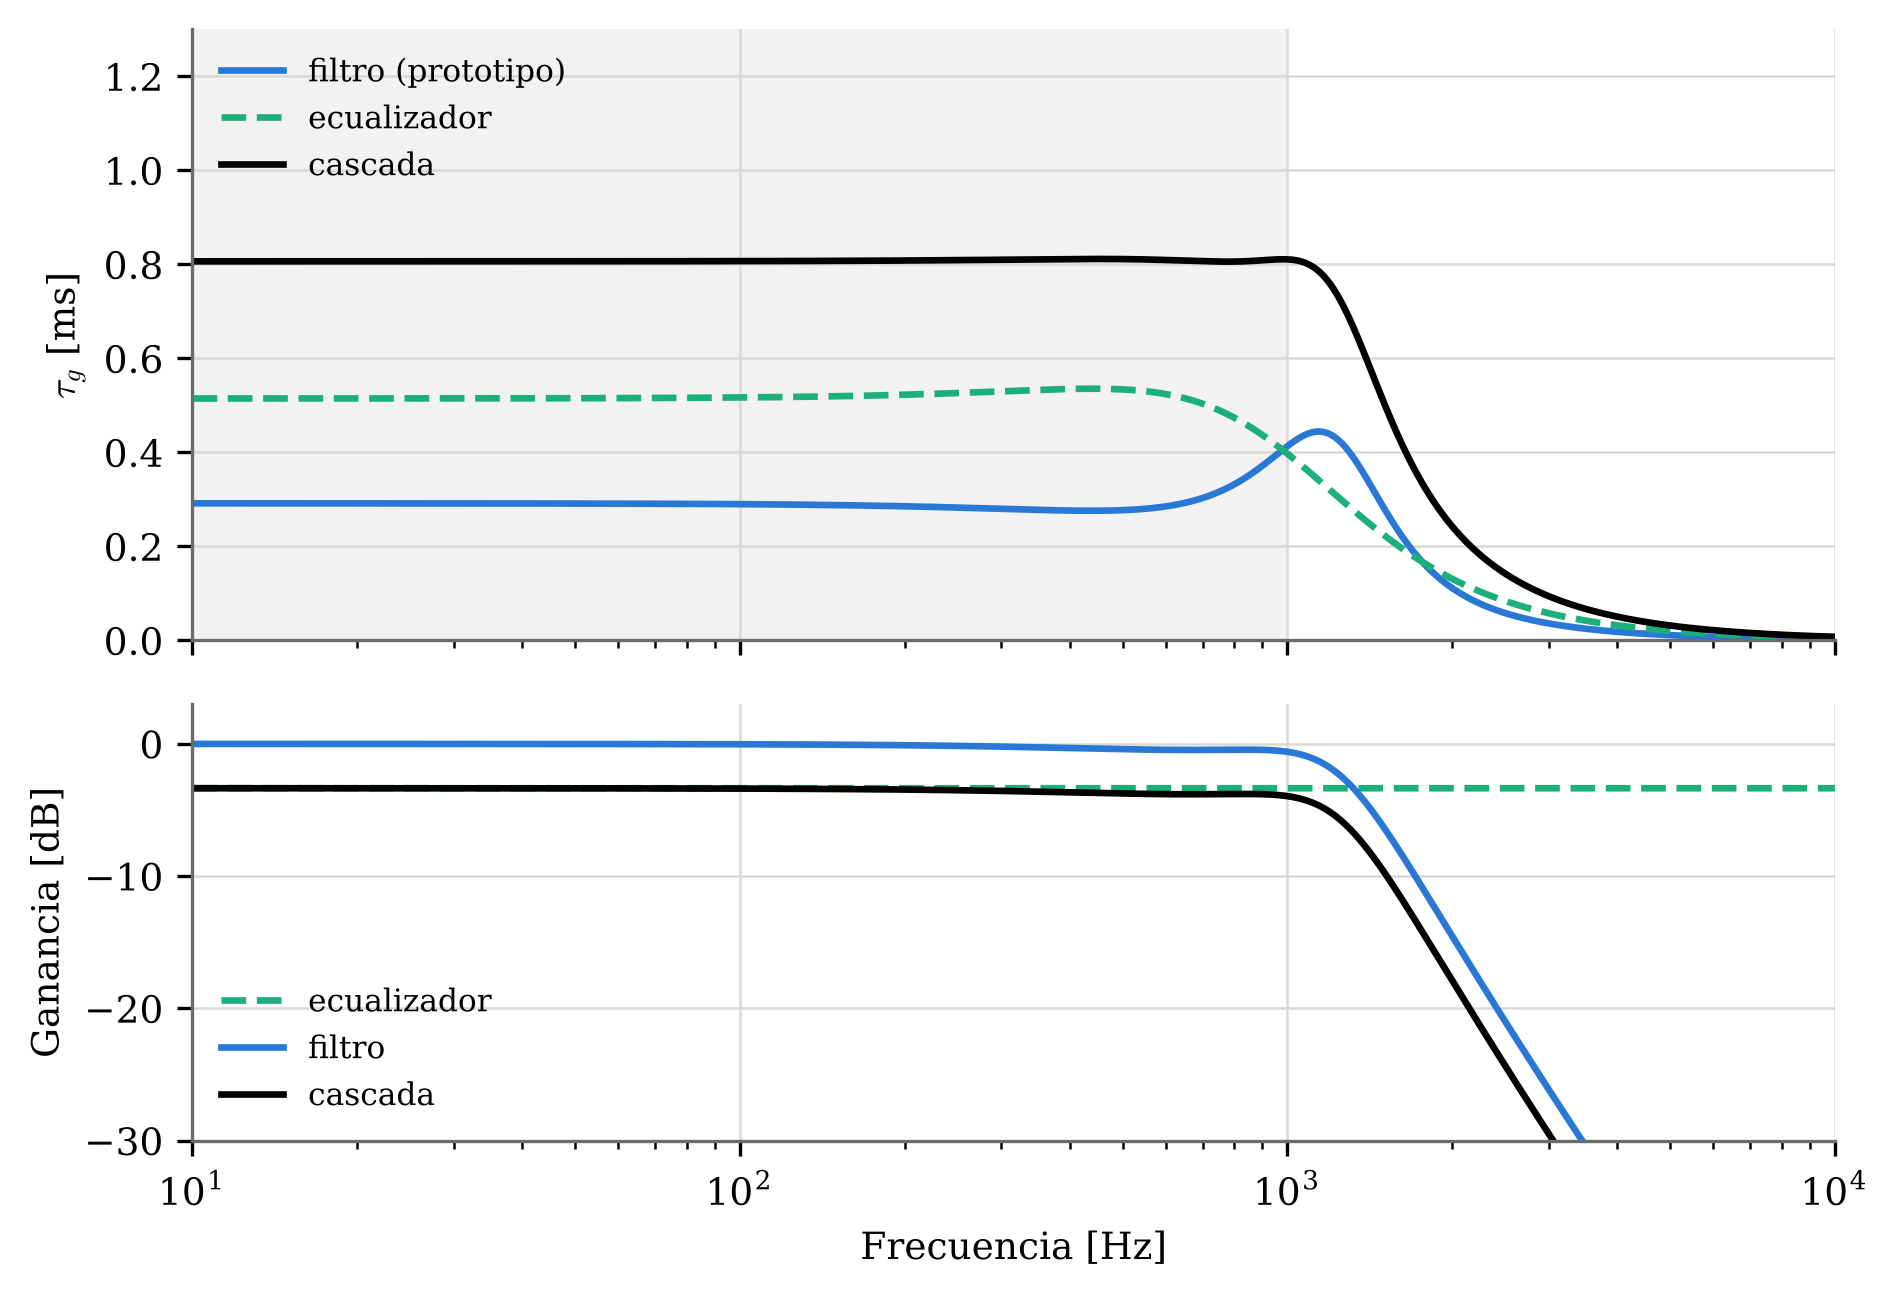 filtro (prototipo)
ecualizador
cascada
1.2
1.0
0.8
0.6
0.4
0.2
0.0
τg [ms]
0
−10
−20
−30
Ganancia [dB]
ecualizador
filtro
cascada
10¹ 10² 10³ 10⁴
Frecuencia [Hz]